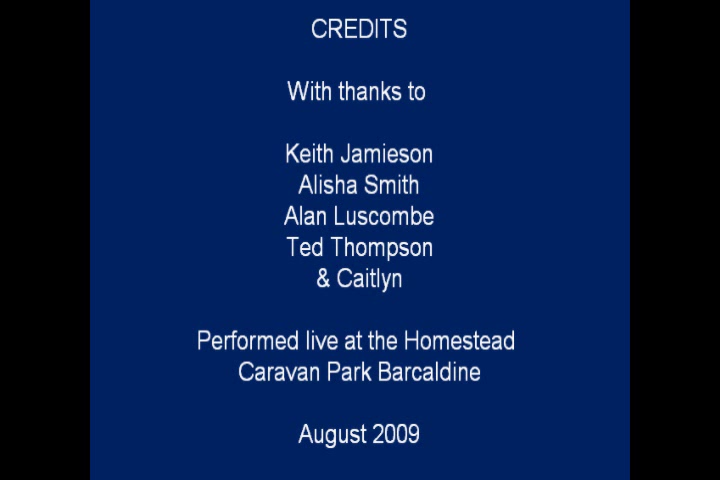 CREDITS
With thanks to
Keith Jamieson
Alisha Smith
Alan Luscombe
Ted Thompson
& Caitlyn
Performed live at the Homestead
Caravan Park Barcaldine
August 2009